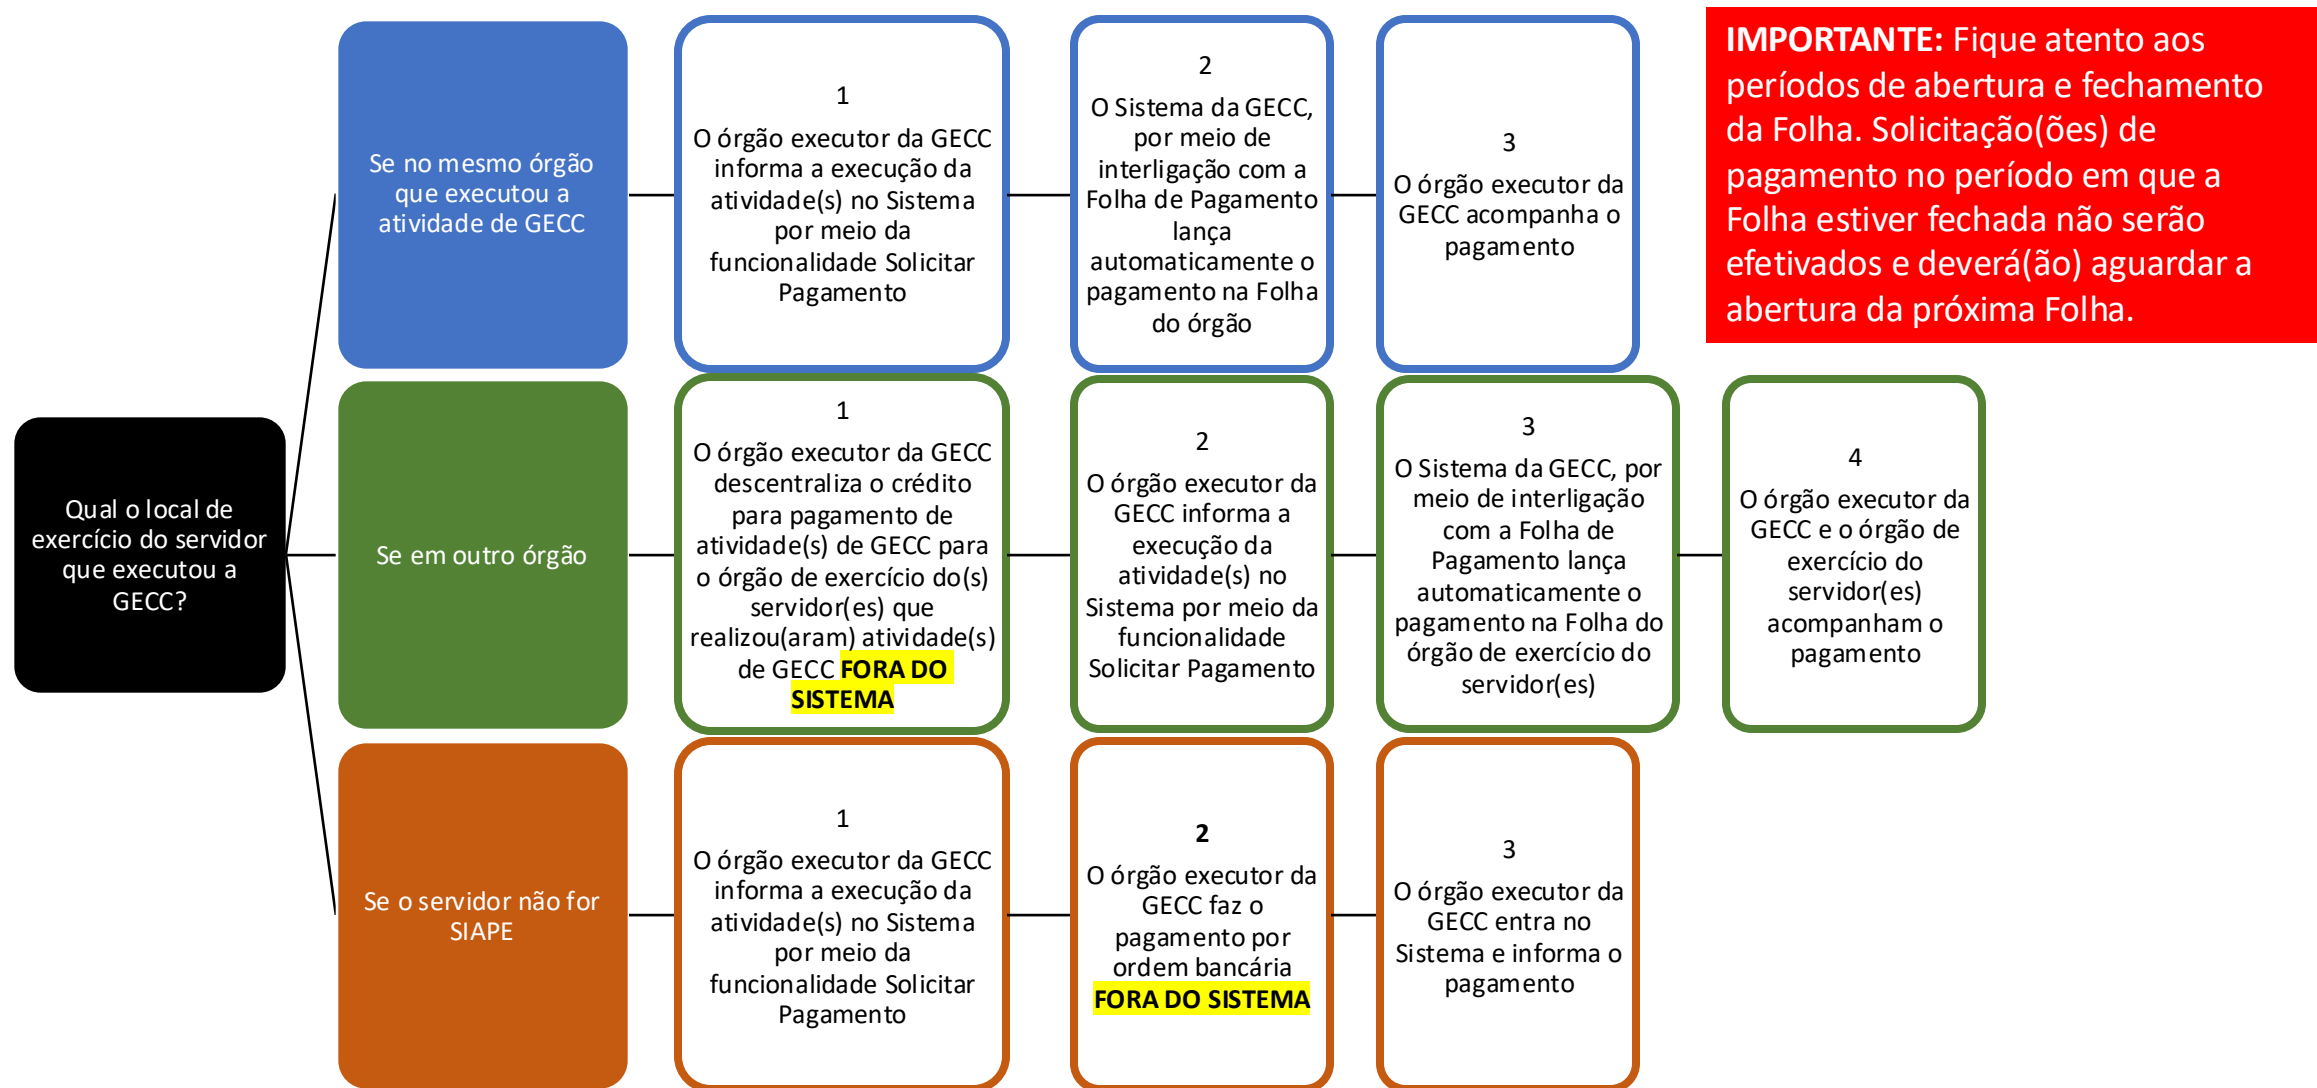 Qual o local de
exercício do servidor
que executou a
GECC?
Se no mesmo órgão
que executou a
atividade de GECC
1
O órgão executor da GECC
informa a execução da
atividade(s) no Sistema
por meio da
funcionalidade Solicitar
Pagamento
2
O Sistema da GECC,
por meio de
interligação com a
Folha de Pagamento
lança
automaticamente o
pagamento na Folha
do órgão
3
O órgão executor da
GECC acompanha o
pagamento
IMPORTANTE: Fique atento aos
períodos de abertura e fechamento
da Folha. Solicitação(ões) de
pagamento no período em que a
Folha estiver fechada não serão
efetivados e deverá(ão) aguardar a
abertura da próxima Folha.
Se em outro órgão
1
O órgão executor da GECC
descentraliza o crédito
para pagamento de
atividade(s) de GECC para
o órgão de exercício do(s)
servidor(es) que
realizou(aram) atividade(s)
de GECC FORA DO
SISTEMA
2
O órgão executor da
GECC informa a
execução da
atividade(s) no
Sistema por meio da
funcionalidade
Solicitar Pagamento
3
O Sistema da GECC, por
meio de interligação
com a Folha de
Pagamento lança
automaticamente o
pagamento na Folha do
órgão de exercício do
servidor(es)
4
O órgão executor da
GECC e o órgão de
exercício do
servidor(es)
acompanham o
pagamento
Se o servidor não for
SIAPE
1
O órgão executor da GECC
informa a execução da
atividade(s) no Sistema
por meio da
funcionalidade Solicitar
Pagamento
2
O órgão executor da
GECC faz o
pagamento por
ordem bancária
FORA DO SISTEMA
3
O órgão executor da
GECC entra no
Sistema e informa o
pagamento